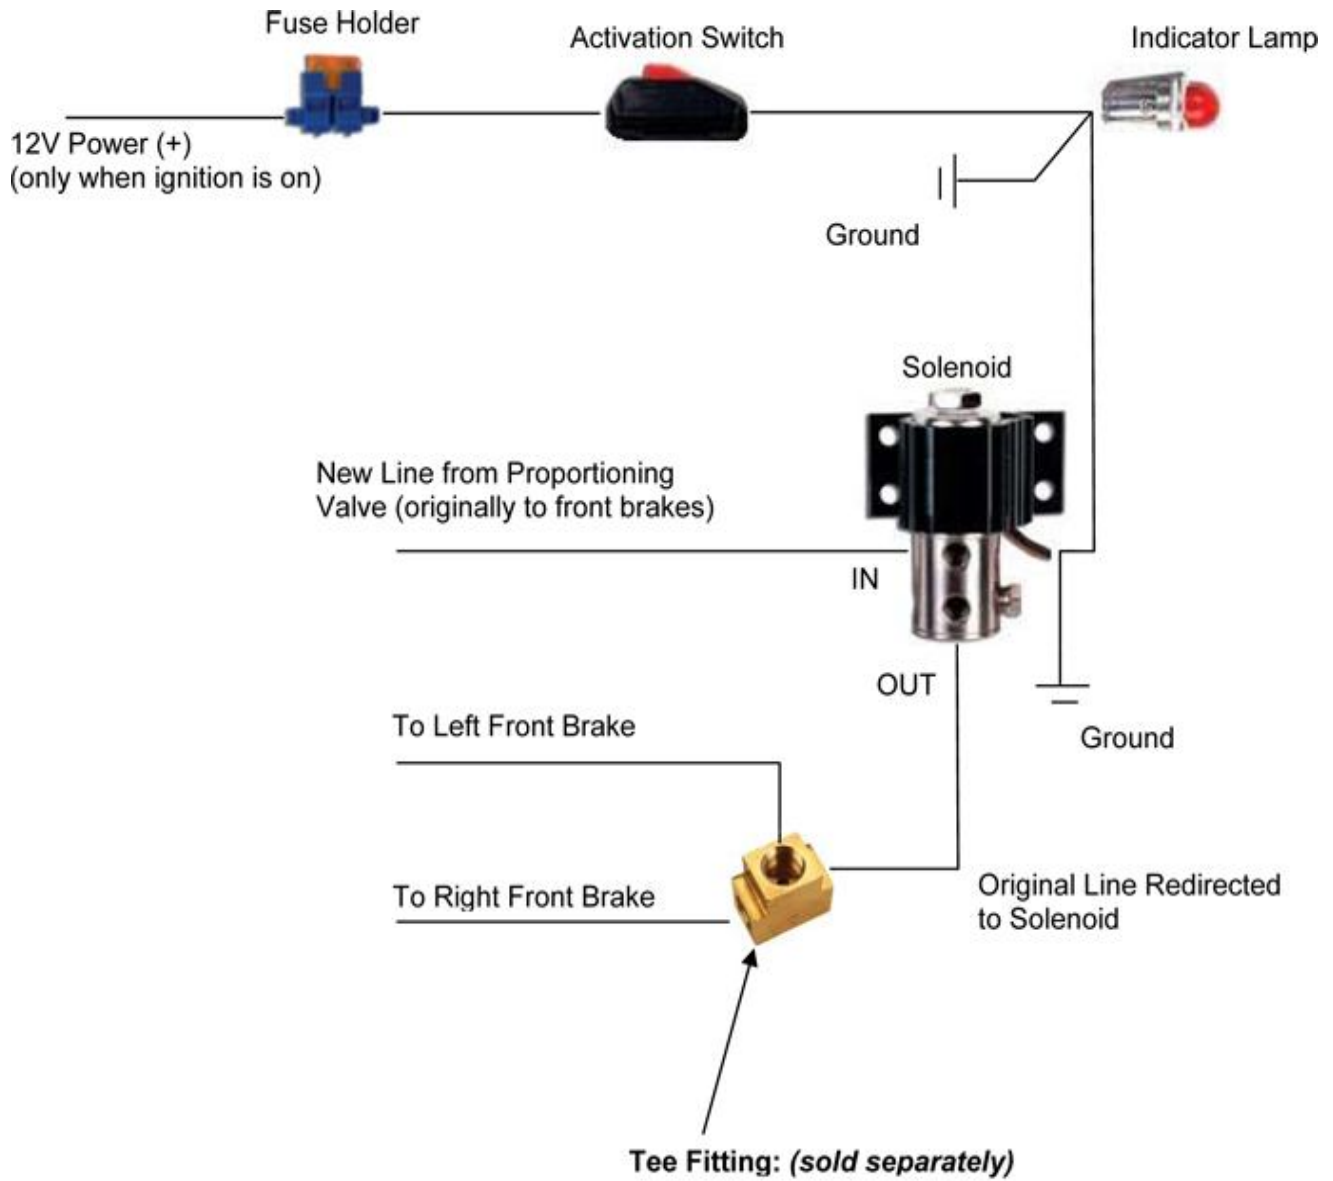 Fuse Holder
Activation Switch
Indicator Lamp
12V Power (+)
(only when ignition is on)
Ground
Solenoid
New Line from Proportioning
Valve (originally to front brakes)
IN
OUT
To Left Front Brake
Ground
To Right Front Brake
Original Line Redirected
to Solenoid
Tee Fitting: (sold separately)